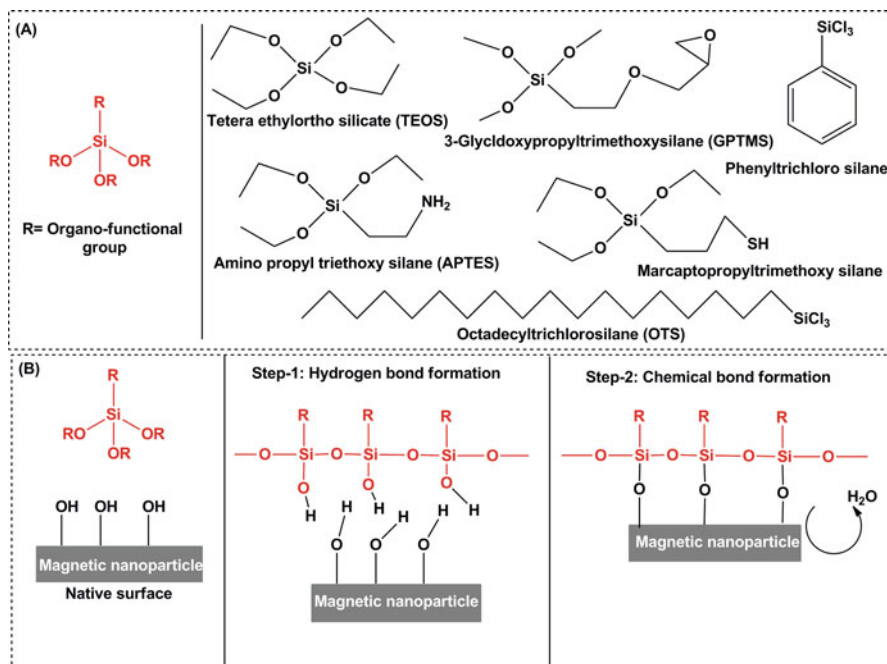 (A)
R
Si
RO
OR
OR
R= Organo-functional
group
O
O
Si
O
O
Tetera ethylortho silicate (TEOS)
O
O
Si
O
O
O
3-Glycldoxypropyltrimethoxysilane (GPTMS)
SiCl3
Phenyltrichloro silane
O
O
Si
NH2
O
Amino propyl triethoxy silane (APTES)
O
O
Si
O
SH
Marcaptopropyltrimethoxy silane
SiCl3
Octadecyltrichlorosilane (OTS)
(B)
R
Si
RO
OR
OR
OH
OH
OH
Magnetic nanoparticle
Native surface
Step-1: Hydrogen bond formation
R R R
O Si O Si O Si O
O O O
H H H
H H H
O O O
Magnetic nanoparticle
Step-2: Chemical bond formation
R R R
O Si O Si O Si O
O O O
H2O
Magnetic nanoparticle